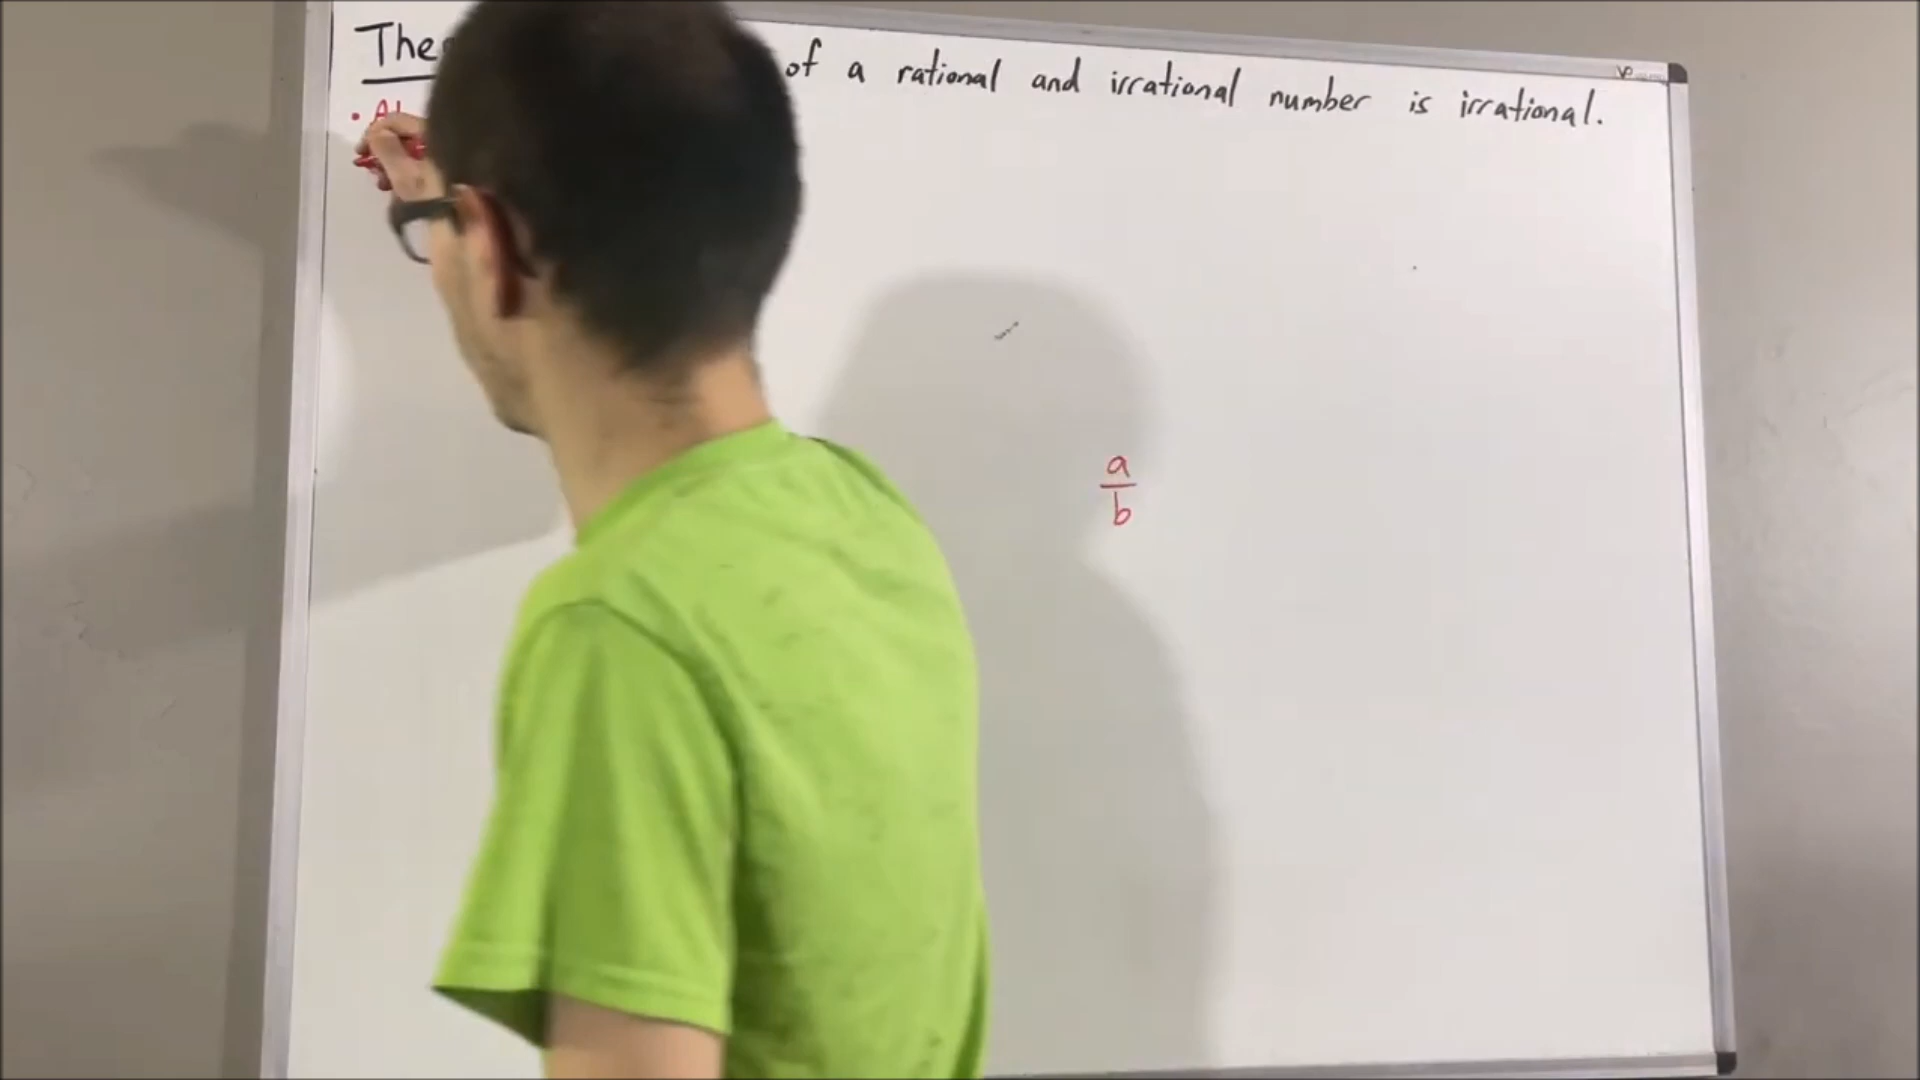 The of a rational and irrational number is irrational.
a
b